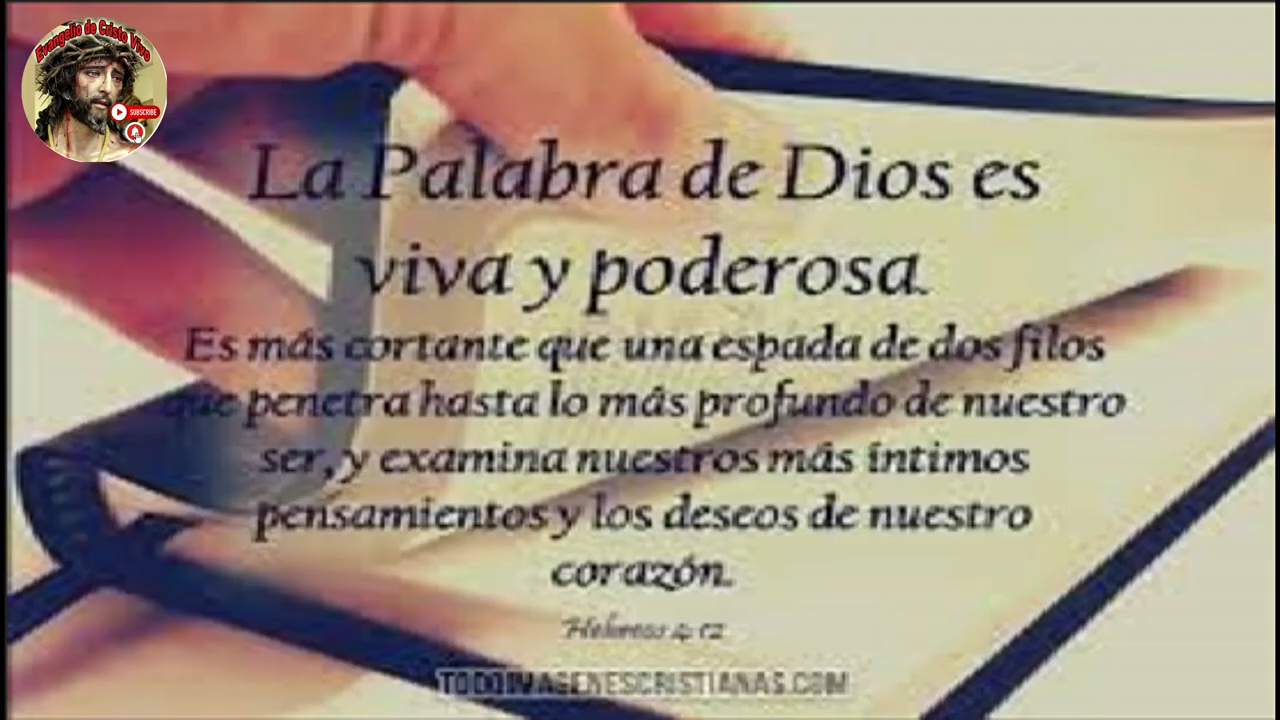 Evangelio de Cristo Vivo
SUBSCRIBE
La Palabra de Dios es
viva y poderosa.
Es más cortante que una espada de dos filos
que penetra hasta lo más profundo de nuestro
ser, y examina nuestros más íntimos
pensamientos y los deseos de nuestro
corazón.
Hebreos 4:12
TODOIMAGENESCRISTIANAS.COM